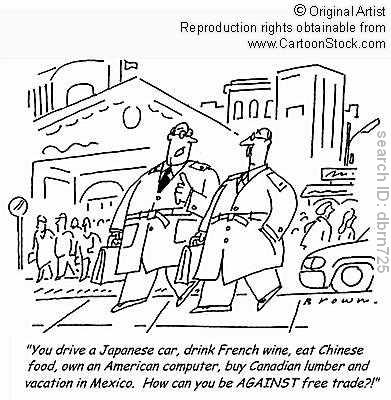 © Original Artist
Reproduction rights obtainable from
www.CartoonStock.com
search ID: dbrn725
Brown.
"You drive a Japanese car, drink French wine, eat Chinese
food, own an American computer, buy Canadian lumber and
vacation in Mexico. How can you be AGAINST free trade?!"